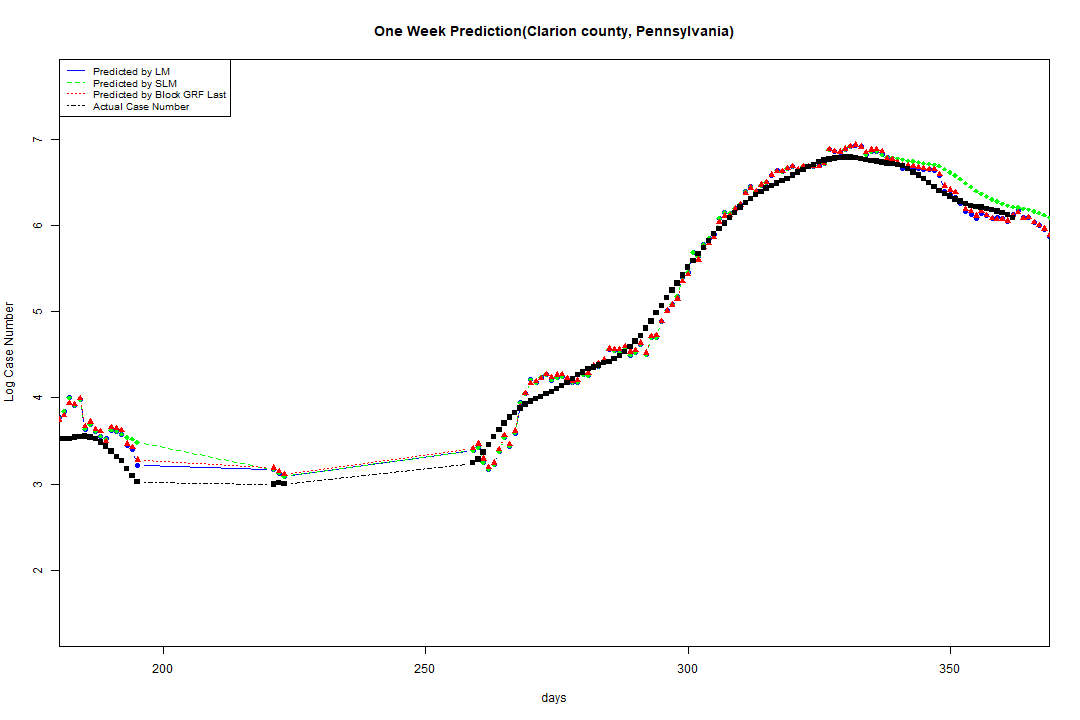 One Week Prediction(Clarion county, Pennsylvania)
Predicted by LM
Predicted by SLM
Predicted by Block GRF Last
Actual Case Number
7
6
5
4
3
2
Log Case Number
200 250 300 350
days